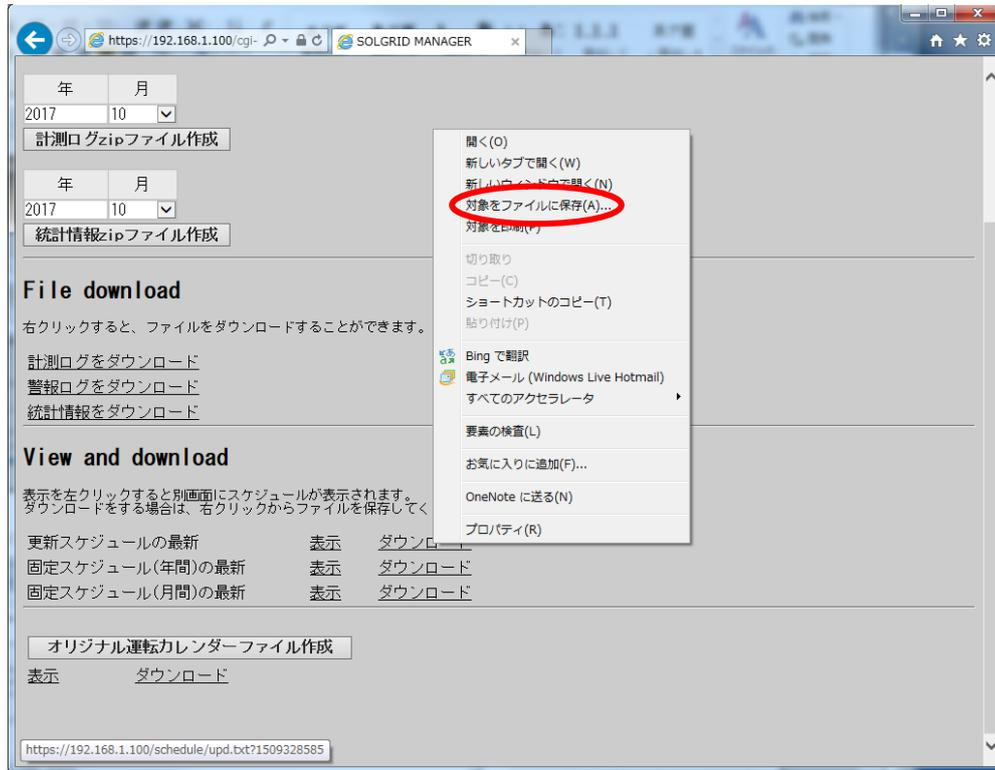 https://192.168.1.100/cgi-
SOLGRID MANAGER
年 月
2017 10
計測ログzipファイル作成
年 月
2017 10
統計情報zipファイル作成
File download
右クリックすると、ファイルをダウンロードすることができます。
計測ログをダウンロード
警報ログをダウンロード
統計情報をダウンロード
View and download
表示を左クリックすると別画面にスケジュールが表示されます。
ダウンロードをする場合は、右クリックからファイルを保存してく
更新スケジュールの最新 表示 ダウンロード
固定スケジュール(年間)の最新 表示 ダウンロード
固定スケジュール(月間)の最新 表示 ダウンロード
オリジナル運転カレンダーファイル作成
表示 ダウンロード
開く(O)
新しいタブで開く(W)
新しいウィンドウで開く(N)
対象をファイルに保存(A)...
対象を印刷(P)
切り取り
コピー(C)
ショートカットのコピー(T)
貼り付け(P)
Bing で翻訳
電子メール (Windows Live Hotmail)
すべてのアクセラレータ
要素の検査(L)
お気に入りに追加(F)...
OneNote に送る(N)
プロパティ(R)
https://192.168.1.100/schedule/upd.txt?1509328585